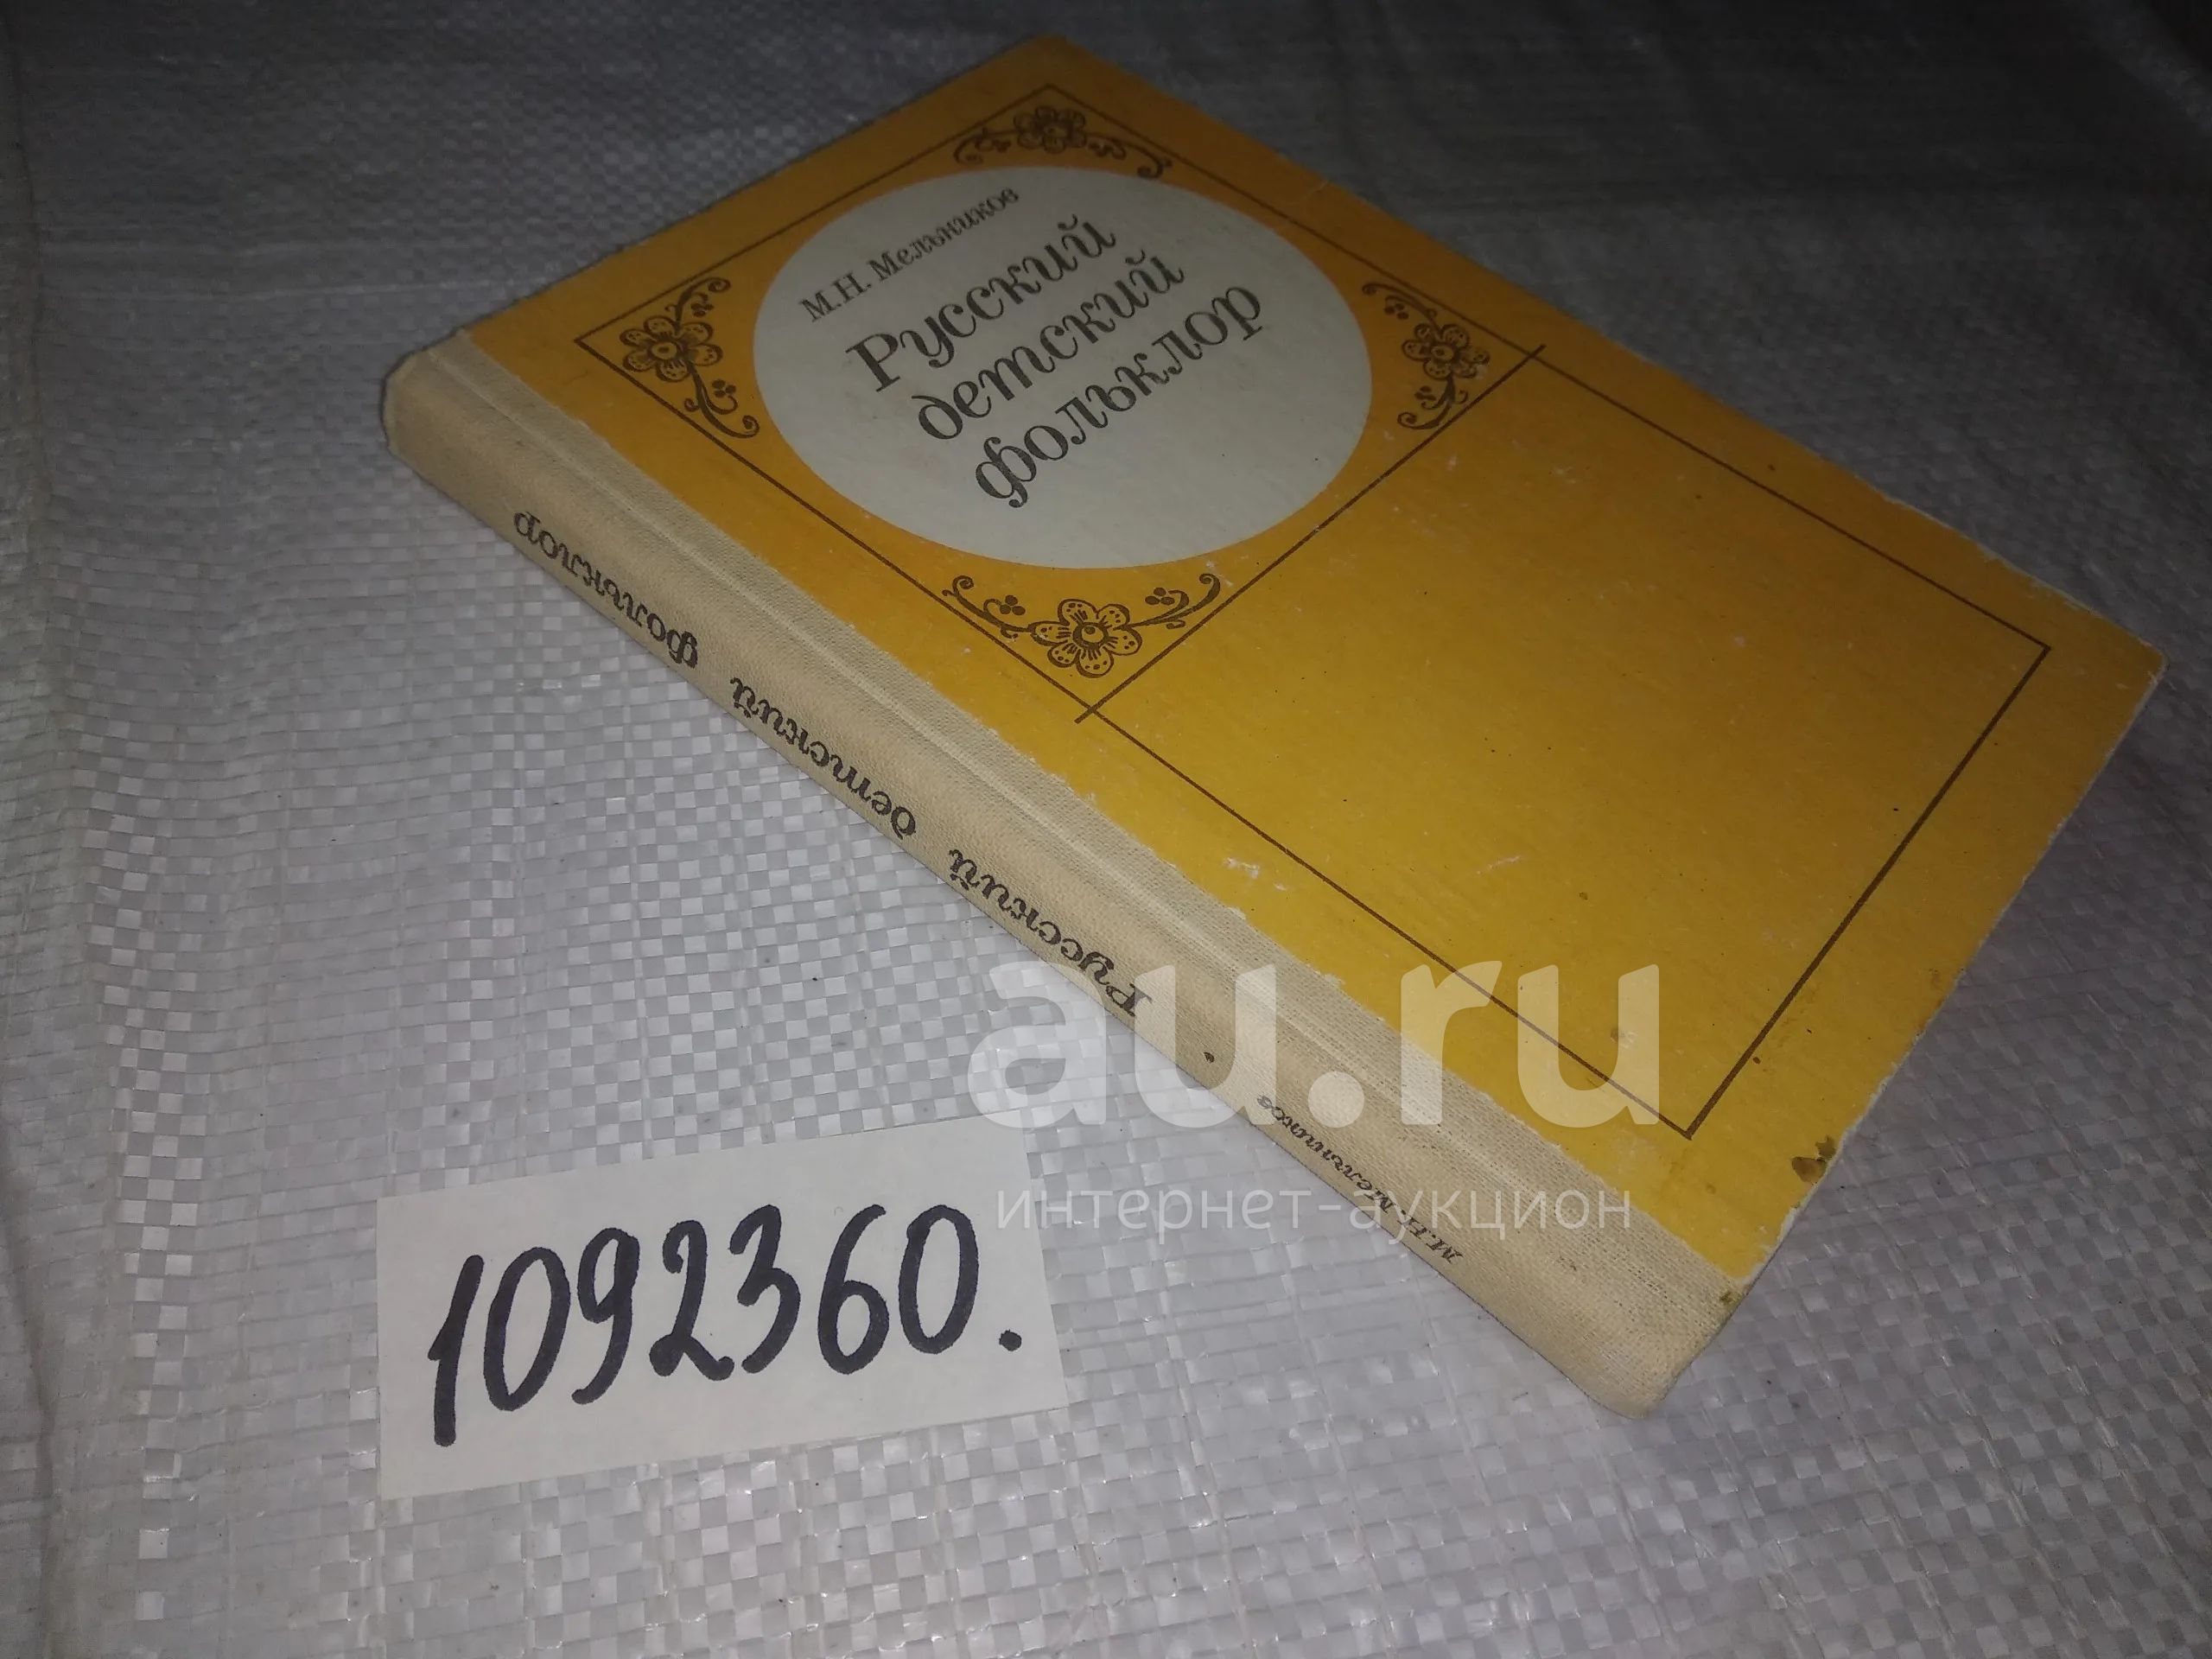 М.Н. Мельников
Русский
детский
фольклор
М.Н. Мельников Русский детский фольклор
au.ru
интернет-аукцион
1092360.